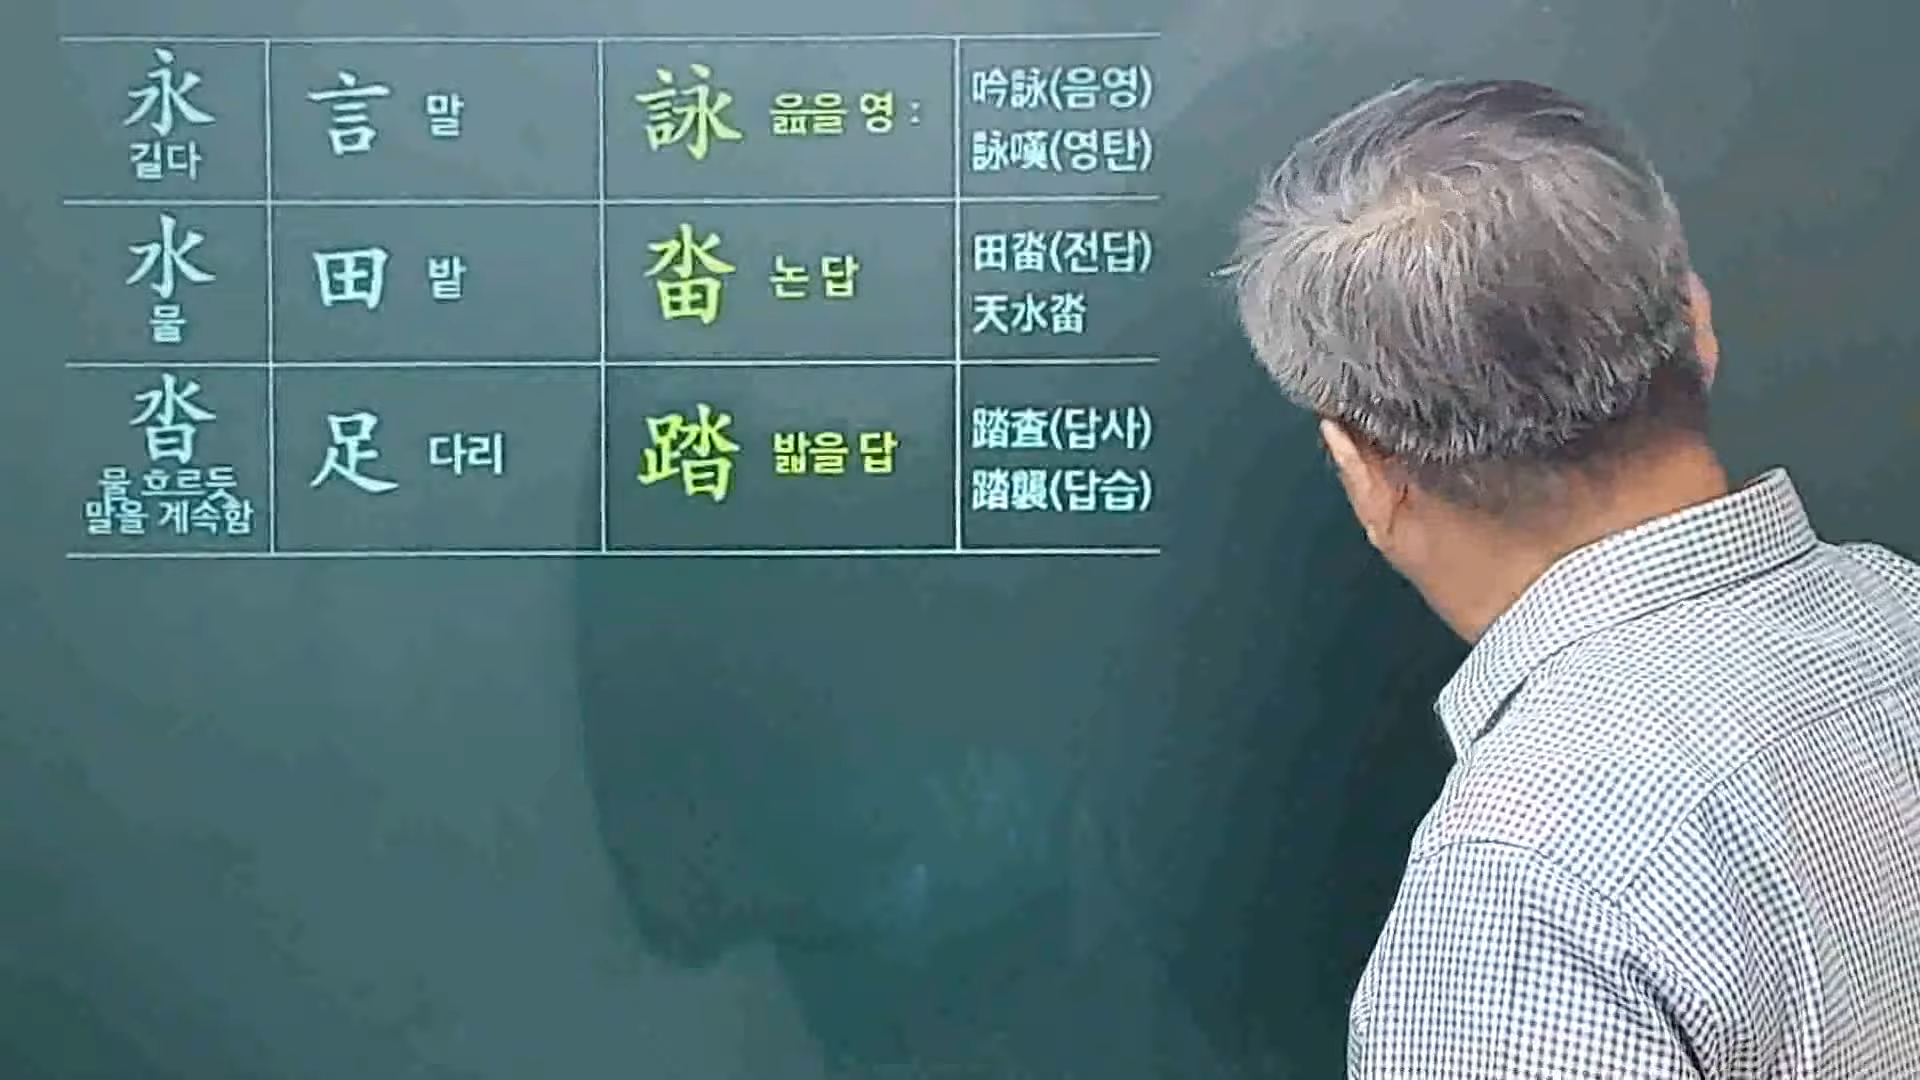 永 言 말 詠 읊을 영 : 吟詠(음영)
길다 詠嘆(영탄)
水 田 밭 畓 논 답 田畓(전답)
물 天水畓
沓 足 다리 踏 밟을 답 踏査(답사)
물 흐르듯 踏襲(답습)
말을 계속함